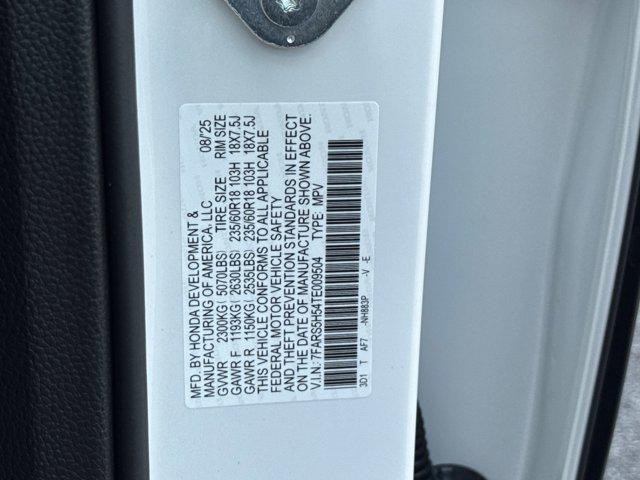 MFD. BY HONDA DEVELOPMENT &
MANUFACTURING OF AMERICA, LLC 08/'25
GVWR 2300KG( 5070LBS) TIRE SIZE RIM SIZE
GAWR F 1193KG( 2630LBS) 235/60R18 103H 18X7.5J
GAWR R 1150KG( 2535LBS) 235/60R18 103H 18X7.5J
THIS VEHICLE CONFORMS TO ALL APPLICABLE
FEDERAL MOTOR VEHICLE SAFETY
AND THEFT PREVENTION STANDARDS IN EFFECT
ON THE DATE OF MANUFACTURE SHOWN ABOVE.
V.I.N.: 7FARS5H54TE009504 TYPE: MPV
3D1 T AF7 -NH883P -V -E